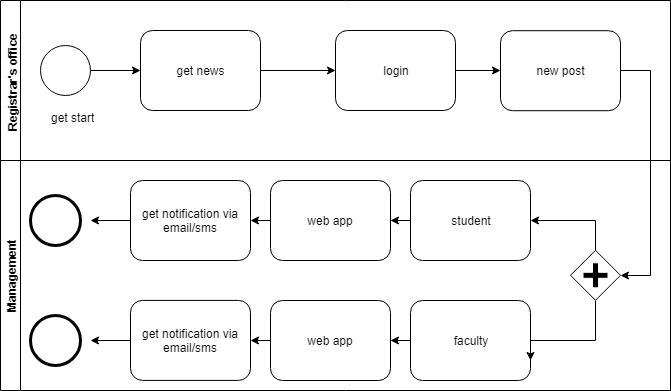 Registrar's office
get start
get news
login
new post
Management
get notification via
email/sms
web app
student
get notification via
email/sms
web app
faculty